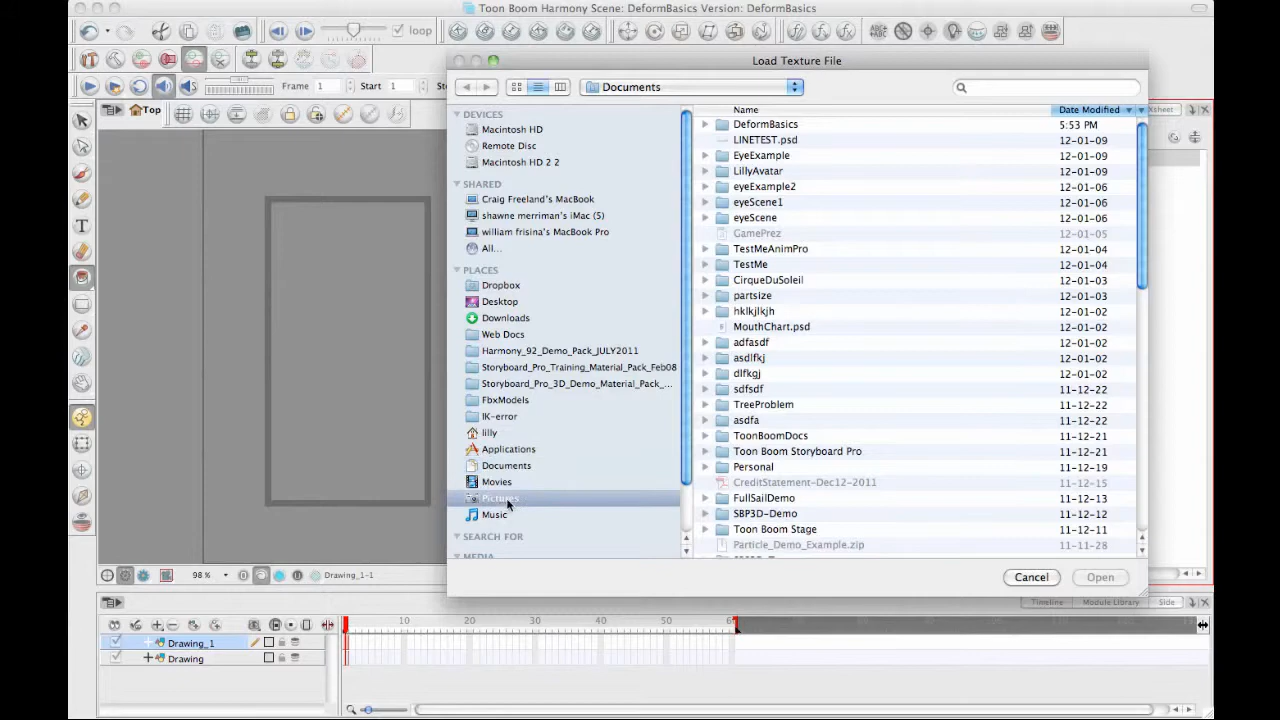 Toon Boom Harmony Scene: DeformBasics Version: DeformBasics
loop
Load Texture File
Frame 1 Start 1
Documents
Top
DEVICES
Macintosh HD
Remote Disc
Macintosh HD 2 2
SHARED
Craig Freeland's MacBook
shawne merriman's iMac (5)
william frisina's MacBook Pro
All...
PLACES
Dropbox
Desktop
Downloads
Web Docs
Harmony_92_Demo_Pack_JULY2011
Storyboard_Pro_Training_Material_Pack_Feb08
Storyboard_Pro_3D_Demo_Material_Pack_...
FbxModels
IK-error
lilly
Applications
Documents
Movies
Pictures
Music
SEARCH FOR
MEDIA
Name Date Modified
DeformBasics 5:53 PM
LINETEST.psd 12-01-09
EyeExample 12-01-09
LillyAvatar 12-01-09
eyeExample2 12-01-06
eyeScene1 12-01-06
eyeScene 12-01-06
GamePrez 12-01-05
TestMeAnimPro 12-01-04
TestMe 12-01-04
CirqueDuSoleil 12-01-03
partsize 12-01-03
hklkjlkjh 12-01-02
MouthChart.psd 12-01-02
adfasdf 12-01-02
asdlfkj 12-01-02
dlfkgj 12-01-02
sdfsdf 11-12-22
TreeProblem 11-12-22
asdfa 11-12-22
ToonBoomDocs 11-12-21
Toon Boom Storyboard Pro 11-12-21
Personal 11-12-19
CreditStatement-Dec12-2011 11-12-15
FullSailDemo 11-12-13
SBP3D-Demo 11-12-12
Toon Boom Stage 11-12-11
Particle_Demo_Example.zip 11-11-28
Cancel Open
Xsheet
98 % Drawing_1-1
Timeline Module Library Side
10 20 30 40 50
Drawing_1
Drawing